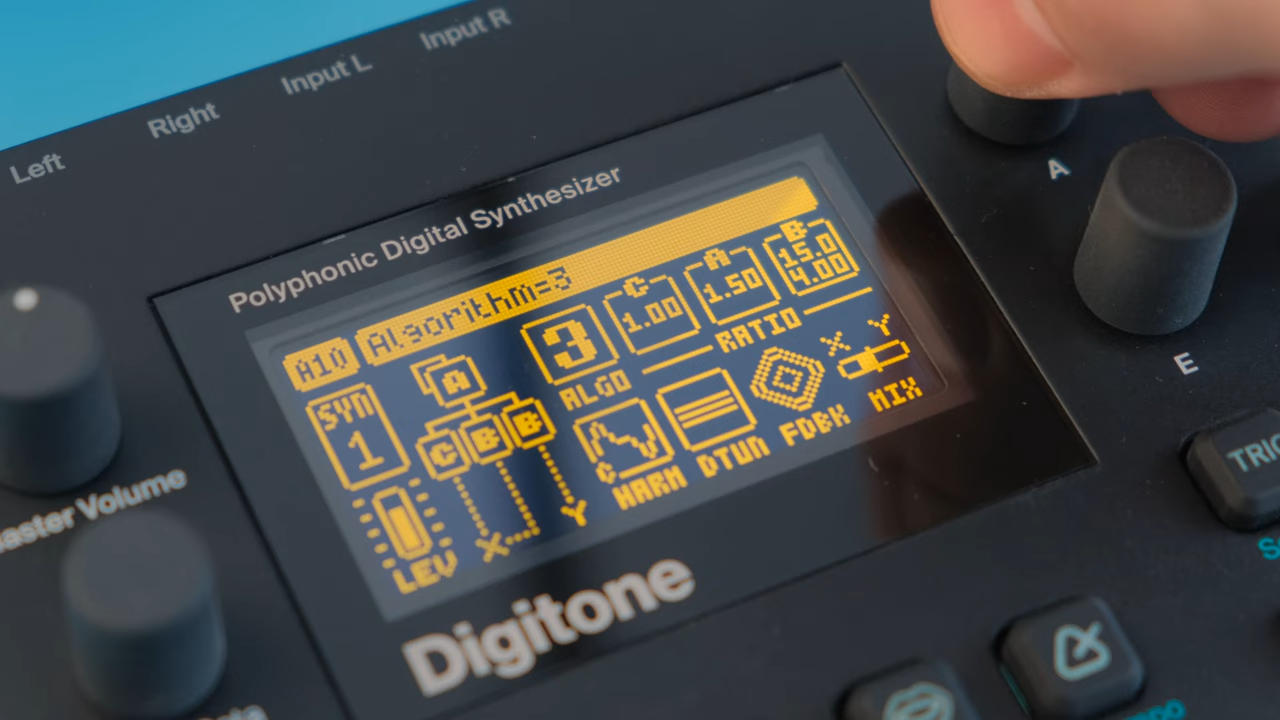 Left
Right
Input L
Input R
Polyphonic Digital Synthesizer
A10 Algorithm=3
SYN
1
A
C B B
X Y
LEV
3
ALGO
C
1.00
A
1.50
B
15.0
4.00
RATIO
C
HARM DTUN FDBK MIX
X Y
Digitone
Master Volume
A
E
TRIG